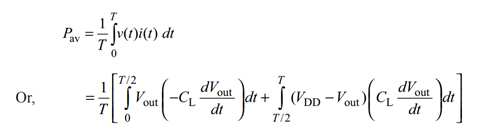 P_av = 1/T ∫_0^T v(t)i(t) dt
Or, = 1/T [ ∫_0^{T/2} V_out ( −C_L dV_out/dt ) dt + ∫_{T/2}^T (V_DD − V_out) ( C_L dV_out/dt ) dt ]